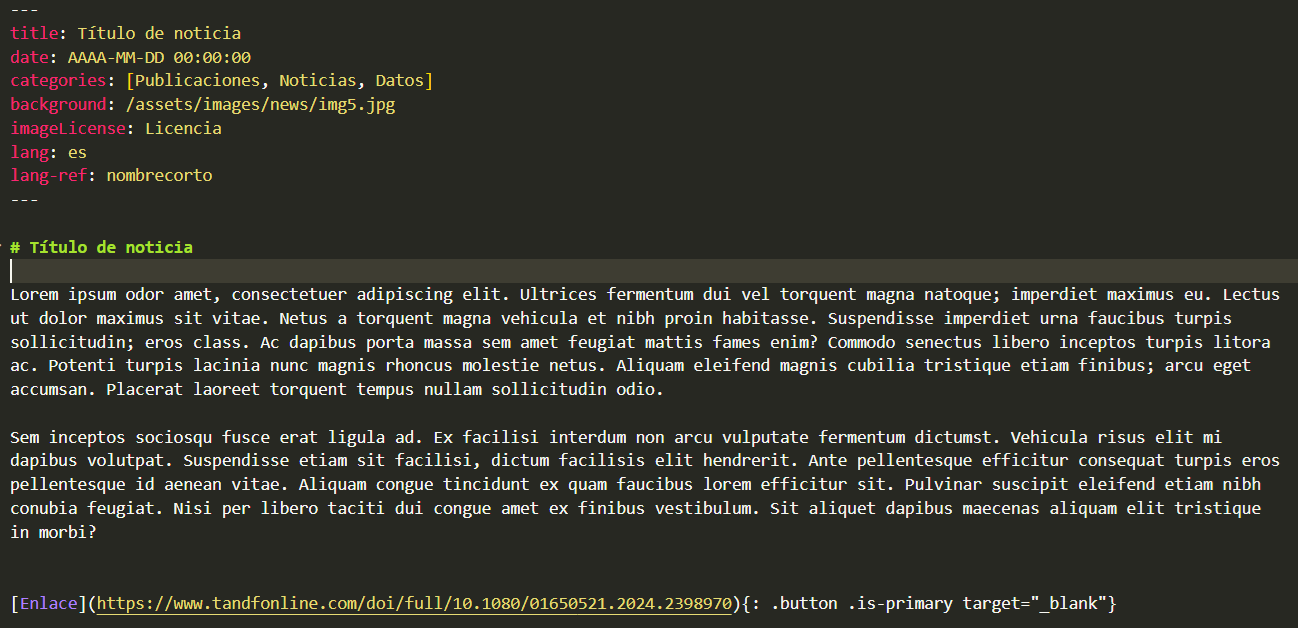 ---
title: Título de noticia
date: AAAA-MM-DD 00:00:00
categories: [Publicaciones, Noticias, Datos]
background: /assets/images/news/img5.jpg
imageLicense: Licencia
lang: es
lang-ref: nombrecorto
---
# Título de noticia
Lorem ipsum odor amet, consectetuer adipiscing elit. Ultrices fermentum dui vel torquent magna natoque; imperdiet maximus eu. Lectus
ut dolor maximus sit vitae. Netus a torquent magna vehicula et nibh proin habitasse. Suspendisse imperdiet urna faucibus turpis
sollicitudin; eros class. Ac dapibus porta massa sem amet feugiat mattis fames enim? Commodo senectus libero inceptos turpis litora
ac. Potenti turpis lacinia nunc magnis rhoncus molestie netus. Aliquam eleifend magnis cubilia tristique etiam finibus; arcu eget
accumsan. Placerat laoreet torquent tempus nullam sollicitudin odio.
Sem inceptos sociosqu fusce erat ligula ad. Ex facilisi interdum non arcu vulputate fermentum dictumst. Vehicula risus elit mi
dapibus volutpat. Suspendisse etiam sit facilisi, dictum facilisis elit hendrerit. Ante pellentesque efficitur consequat turpis eros
pellentesque id aenean vitae. Aliquam congue tincidunt ex quam faucibus lorem efficitur sit. Pulvinar suscipit eleifend etiam nibh
conubia feugiat. Nisi per libero taciti dui congue amet ex finibus vestibulum. Sit aliquet dapibus maecenas aliquam elit tristique
in morbi?
[Enlace](https://www.tandfonline.com/doi/full/10.1080/01650521.2024.2398970){: .button .is-primary target="_blank"}